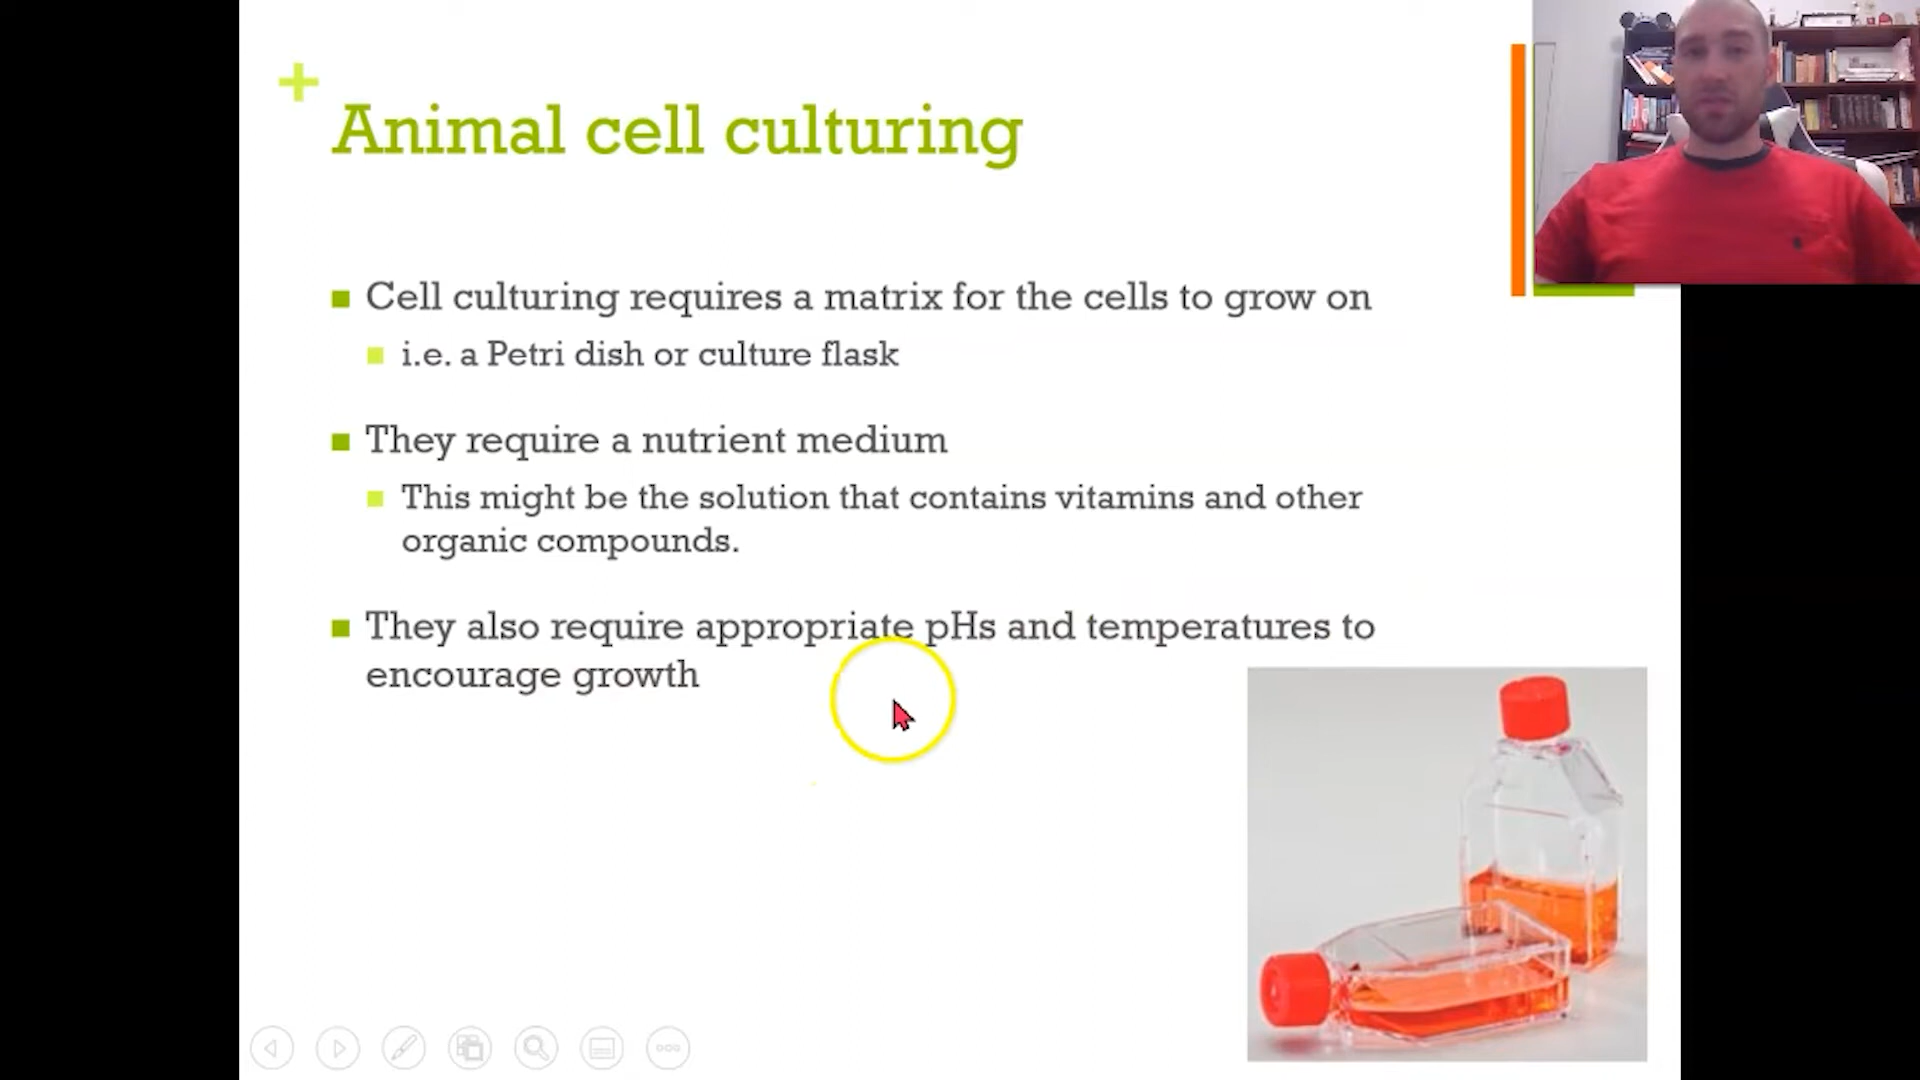 Animal cell culturing
Cell culturing requires a matrix for the cells to grow on
i.e. a Petri dish or culture flask
They require a nutrient medium
This might be the solution that contains vitamins and other
organic compounds.
They also require appropriate pHs and temperatures to
encourage growth